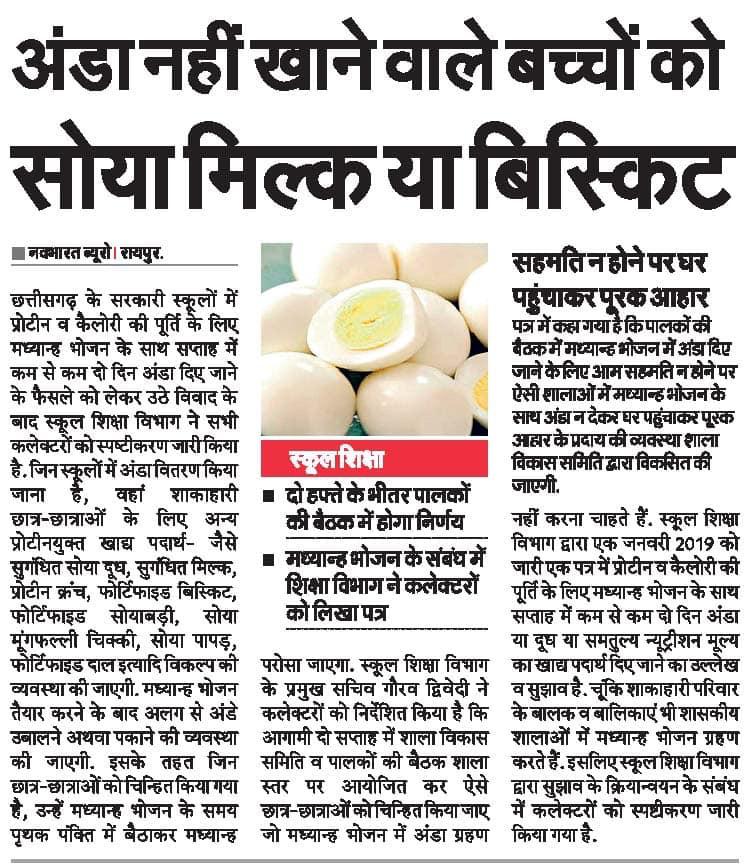 अंडा नहीं खाने वाले बच्चों को
सोया मिल्क या बिस्किट
■ नवभारत ब्यूरो। रायपुर.
छत्तीसगढ़ के सरकारी स्कूलों में
प्रोटीन व कैलोरी की पूर्ति के लिए
मध्यान्ह भोजन के साथ सप्ताह में
कम से कम दो दिन अंडा दिए जाने
के फैसले को लेकर उठे विवाद के
बाद स्कूल शिक्षा विभाग ने सभी
कलेक्टरों को स्पष्टीकरण जारी किया
है. जिन स्कूलों में अंडा वितरण किया
जाना है, वहां शाकाहारी
छात्र-छात्राओं के लिए अन्य
प्रोटीनयुक्त खाद्य पदार्थ- जैसे
सुगंधित सोया दूध, सुगंधित मिल्क,
प्रोटीन क्रंच, फोर्टिफाइड बिस्किट,
फोर्टिफाइड सोयाबड़ी, सोया
मूंगफल्ली चिक्की, सोया पापड़,
फोर्टिफाइड दाल इत्यादि विकल्प की
व्यवस्था की जाएगी. मध्यान्ह भोजन
तैयार करने के बाद अलग से अंडे
उबालने अथवा पकाने की व्यवस्था
की जाएगी. इसके तहत जिन
छात्र-छात्राओं को चिन्हित किया गया
है, उन्हें मध्यान्ह भोजन के समय
पृथक पंक्ति में बैठाकर मध्यान्ह
स्कूल शिक्षा
■ दो हफ्ते के भीतर पालकों
की बैठक में होगा निर्णय
■ मध्यान्ह भोजन के संबंध में
शिक्षा विभाग ने कलेक्टरों
को लिखा पत्र
परोसा जाएगा. स्कूल शिक्षा विभाग
के प्रमुख सचिव गौरव द्विवेदी ने
कलेक्टरों को निर्देशित किया है कि
आगामी दो सप्ताह में शाला विकास
समिति व पालकों की बैठक शाला
स्तर पर आयोजित कर ऐसे
छात्र-छात्राओं को चिन्हित किया जाए
जो मध्यान्ह भोजन में अंडा ग्रहण
सहमति न होने पर घर
पहुंचाकर पूरक आहार
पत्र में कहा गया है कि पालकों की
बैठक में मध्यान्ह भोजन में अंडा दिए
जाने के लिए आम सहमति न होने पर
ऐसी शालाओं में मध्यान्ह भोजन के
साथ अंडा न देकर घर पहुंचाकर पूरक
आहार के प्रदाय की व्यवस्था शाला
विकास समिति द्वारा विकसित की
जाएगी.
नहीं करना चाहते हैं. स्कूल शिक्षा
विभाग द्वारा एक जनवरी 2019 को
जारी एक पत्र में प्रोटीन व कैलोरी की
पूर्ति के लिए मध्यान्ह भोजन के साथ
सप्ताह में कम से कम दो दिन अंडा
या दूध या समतुल्य न्यूट्रीशन मूल्य
का खाद्य पदार्थ दिए जाने का उल्लेख
व सुझाव है. चूंकि शाकाहारी परिवार
के बालक व बालिकाएं भी शासकीय
शालाओं में मध्यान्ह भोजन ग्रहण
करते हैं. इसलिए स्कूल शिक्षा विभाग
द्वारा सुझाव के क्रियान्वयन के संबंध
में कलेक्टरों को स्पष्टीकरण जारी
किया गया है.